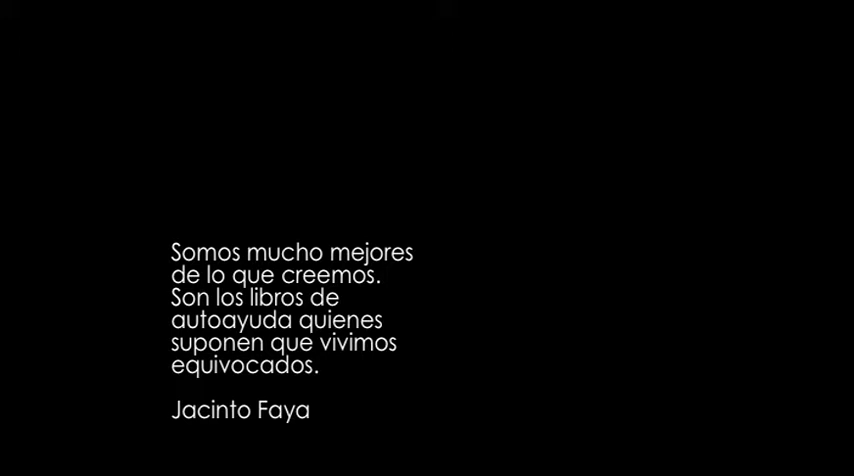 Somos mucho mejores
de lo que creemos.
Son los libros de
autoayuda quienes
suponen que vivimos
equivocados.
Jacinto Faya